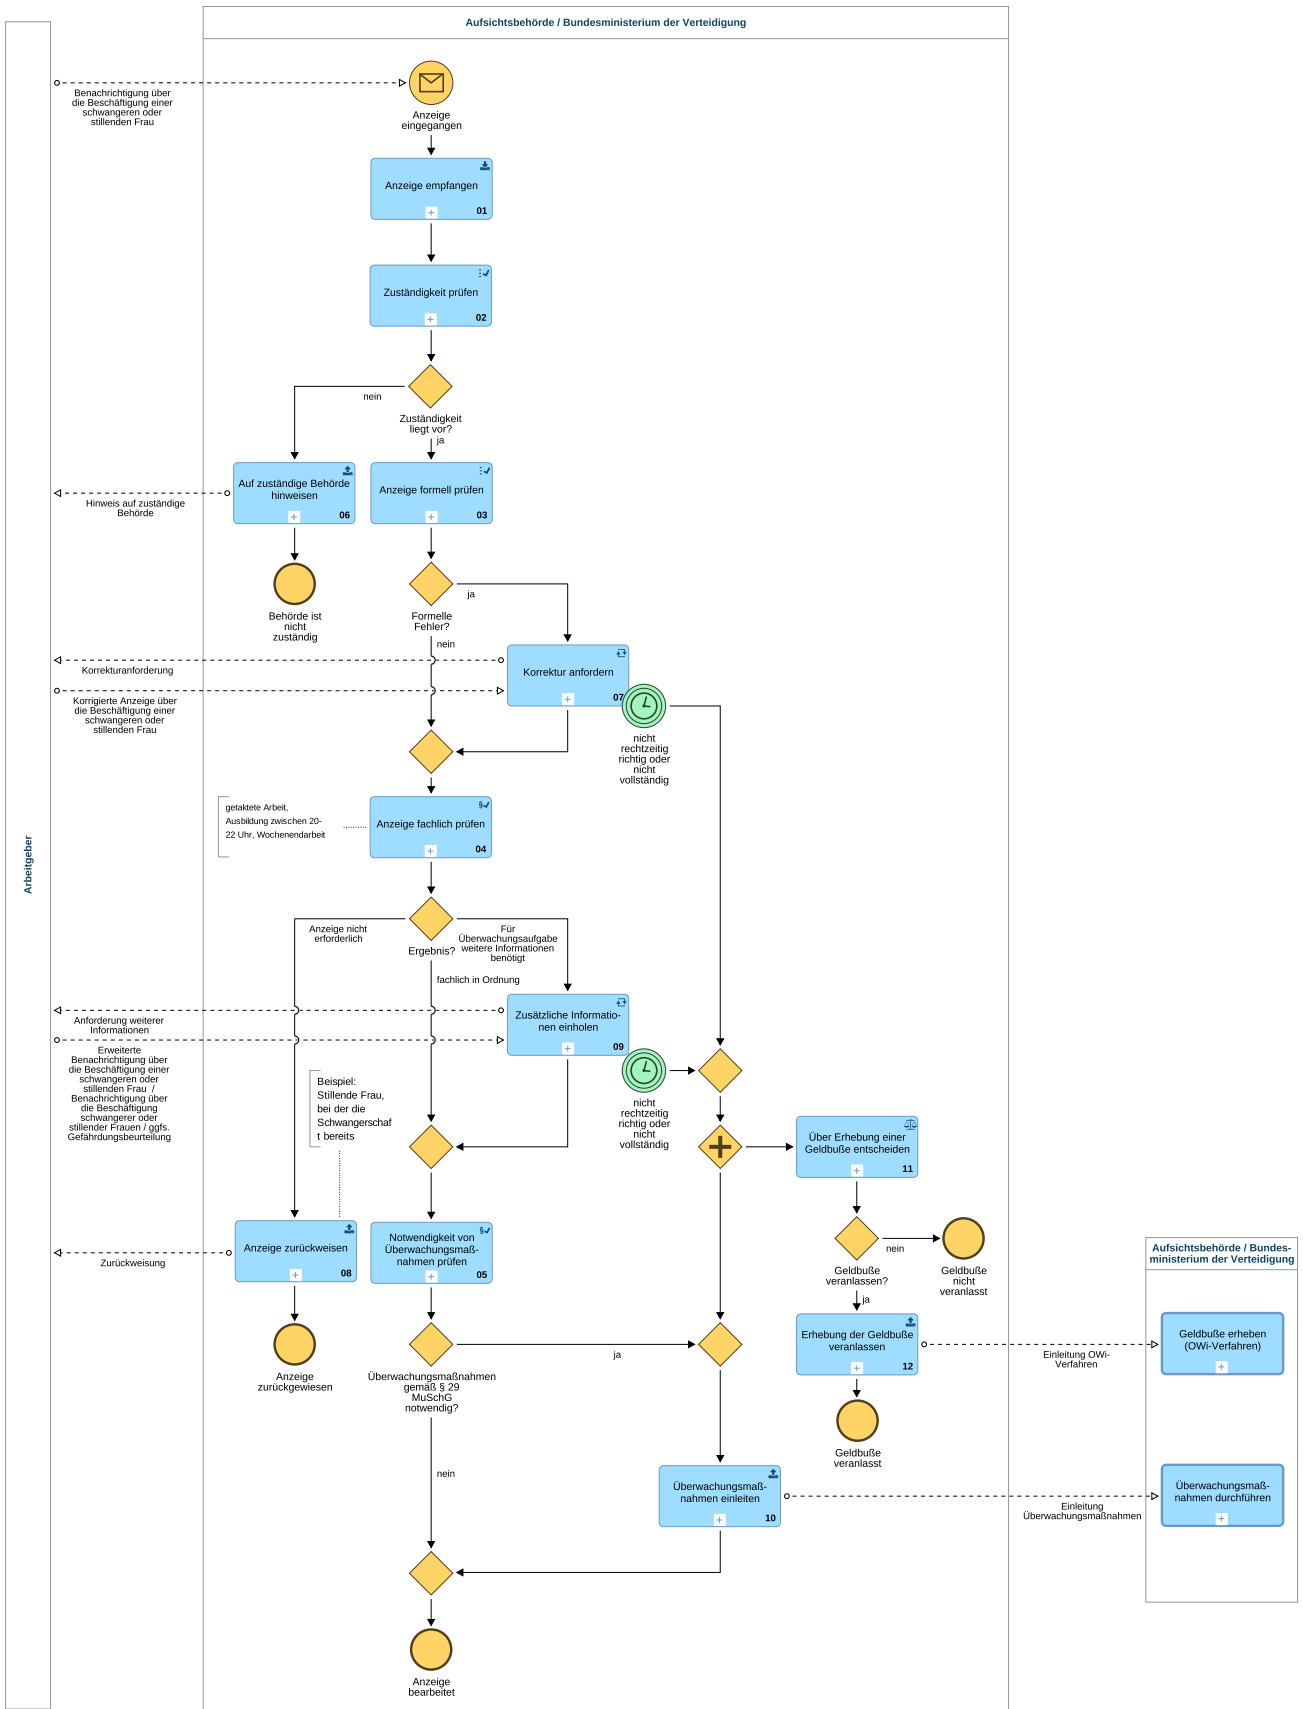 Aufsichtsbehörde / Bundesministerium der Verteidigung
Arbeitgeber
Benachrichtigung über
die Beschäftigung einer
schwangeren oder
stillenden Frau
Anzeige
eingegangen
Anzeige empfangen
01
Zuständigkeit prüfen
02
nein
Zuständigkeit
liegt vor?
ja
Auf zuständige Behörde
hinweisen
06
Anzeige formell prüfen
03
Hinweis auf zuständige
Behörde
Behörde ist
nicht
zuständig
ja
Formelle
Fehler?
nein
Korrekturanforderung
Korrektur anfordern
07
Korrigierte Anzeige über
die Beschäftigung einer
schwangeren oder
stillenden Frau
nicht
rechtzeitig
richtig oder
nicht
vollständig
getaktete Arbeit,
Ausbildung zwischen 20-
22 Uhr, Wochenendarbeit
Anzeige fachlich prüfen
04
Anzeige nicht
erforderlich
Ergebnis?
Für
Überwachungsaufgabe
weitere Informationen
benötigt
fachlich in Ordnung
Anforderung weiterer
Informationen
Zusätzliche Informatio-
nen einholen
09
Erweiterte
Benachrichtigung über
die Beschäftigung einer
schwangeren oder
stillenden Frau /
Benachrichtigung über
die Beschäftigung
schwangerer oder
stillender Frauen / ggfs.
Gefährdungsbeurteilung
Beispiel:
Stillende Frau,
bei der die
Schwangerschaf
t bereits
nicht
rechtzeitig
richtig oder
nicht
vollständig
Über Erhebung einer
Geldbuße entscheiden
11
Anzeige zurückweisen
08
Zurückweisung
Notwendigkeit von
Überwachungsmaß-
nahmen prüfen
05
nein
Geldbuße
veranlassen?
ja
Geldbuße
nicht
veranlasst
Aufsichtsbehörde / Bundes-
ministerium der Verteidigung
Anzeige
zurückgewiesen
Überwachungsmaßnahmen
gemäß § 29
MuSchG
notwendig?
ja
Erhebung der Geldbuße
veranlassen
12
Einleitung OWi-
Verfahren
Geldbuße erheben
(OWi-Verfahren)
Geldbuße
veranlasst
nein
Überwachungsmaß-
nahmen einleiten
10
Einleitung
Überwachungsmaßnahmen
Überwachungsmaß-
nahmen durchführen
Anzeige
bearbeitet